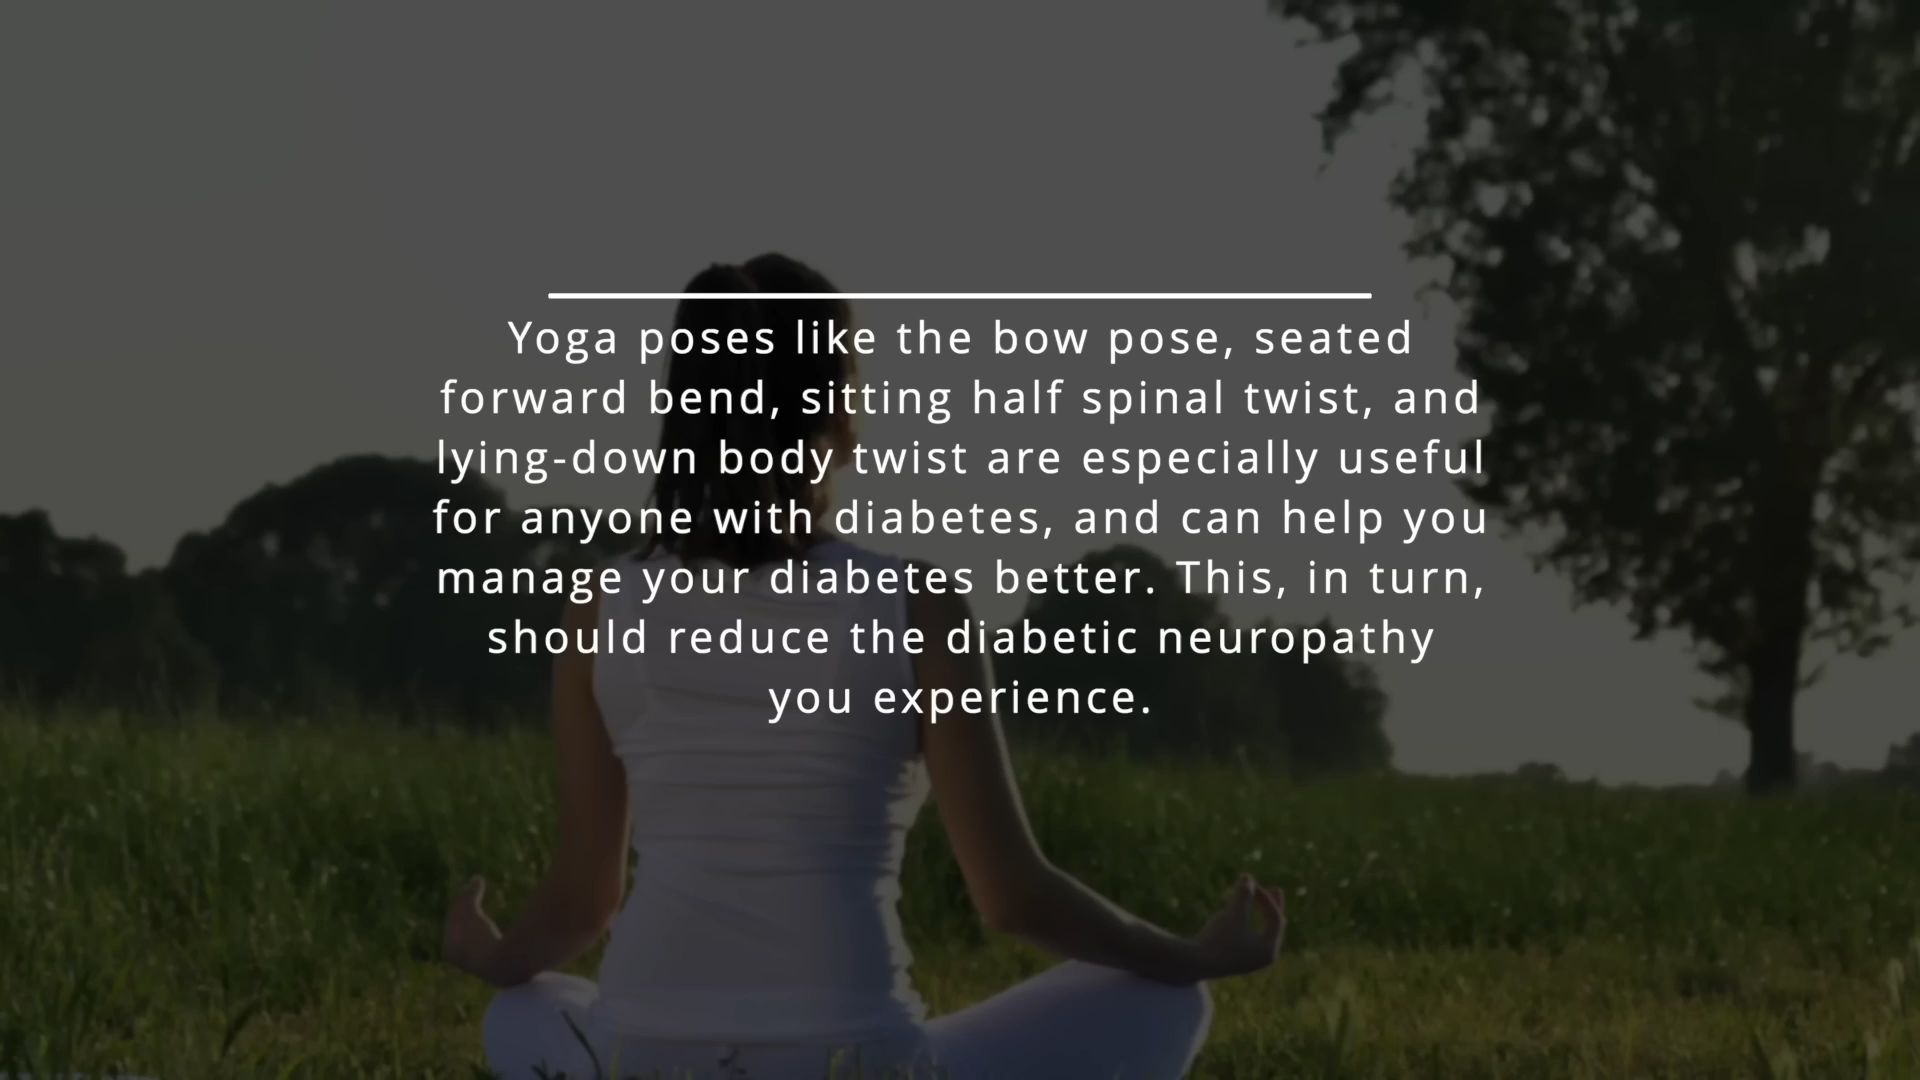 Yoga poses like the bow pose, seated
forward bend, sitting half spinal twist, and
lying-down body twist are especially useful
for anyone with diabetes, and can help you
manage your diabetes better. This, in turn,
should reduce the diabetic neuropathy
you experience.